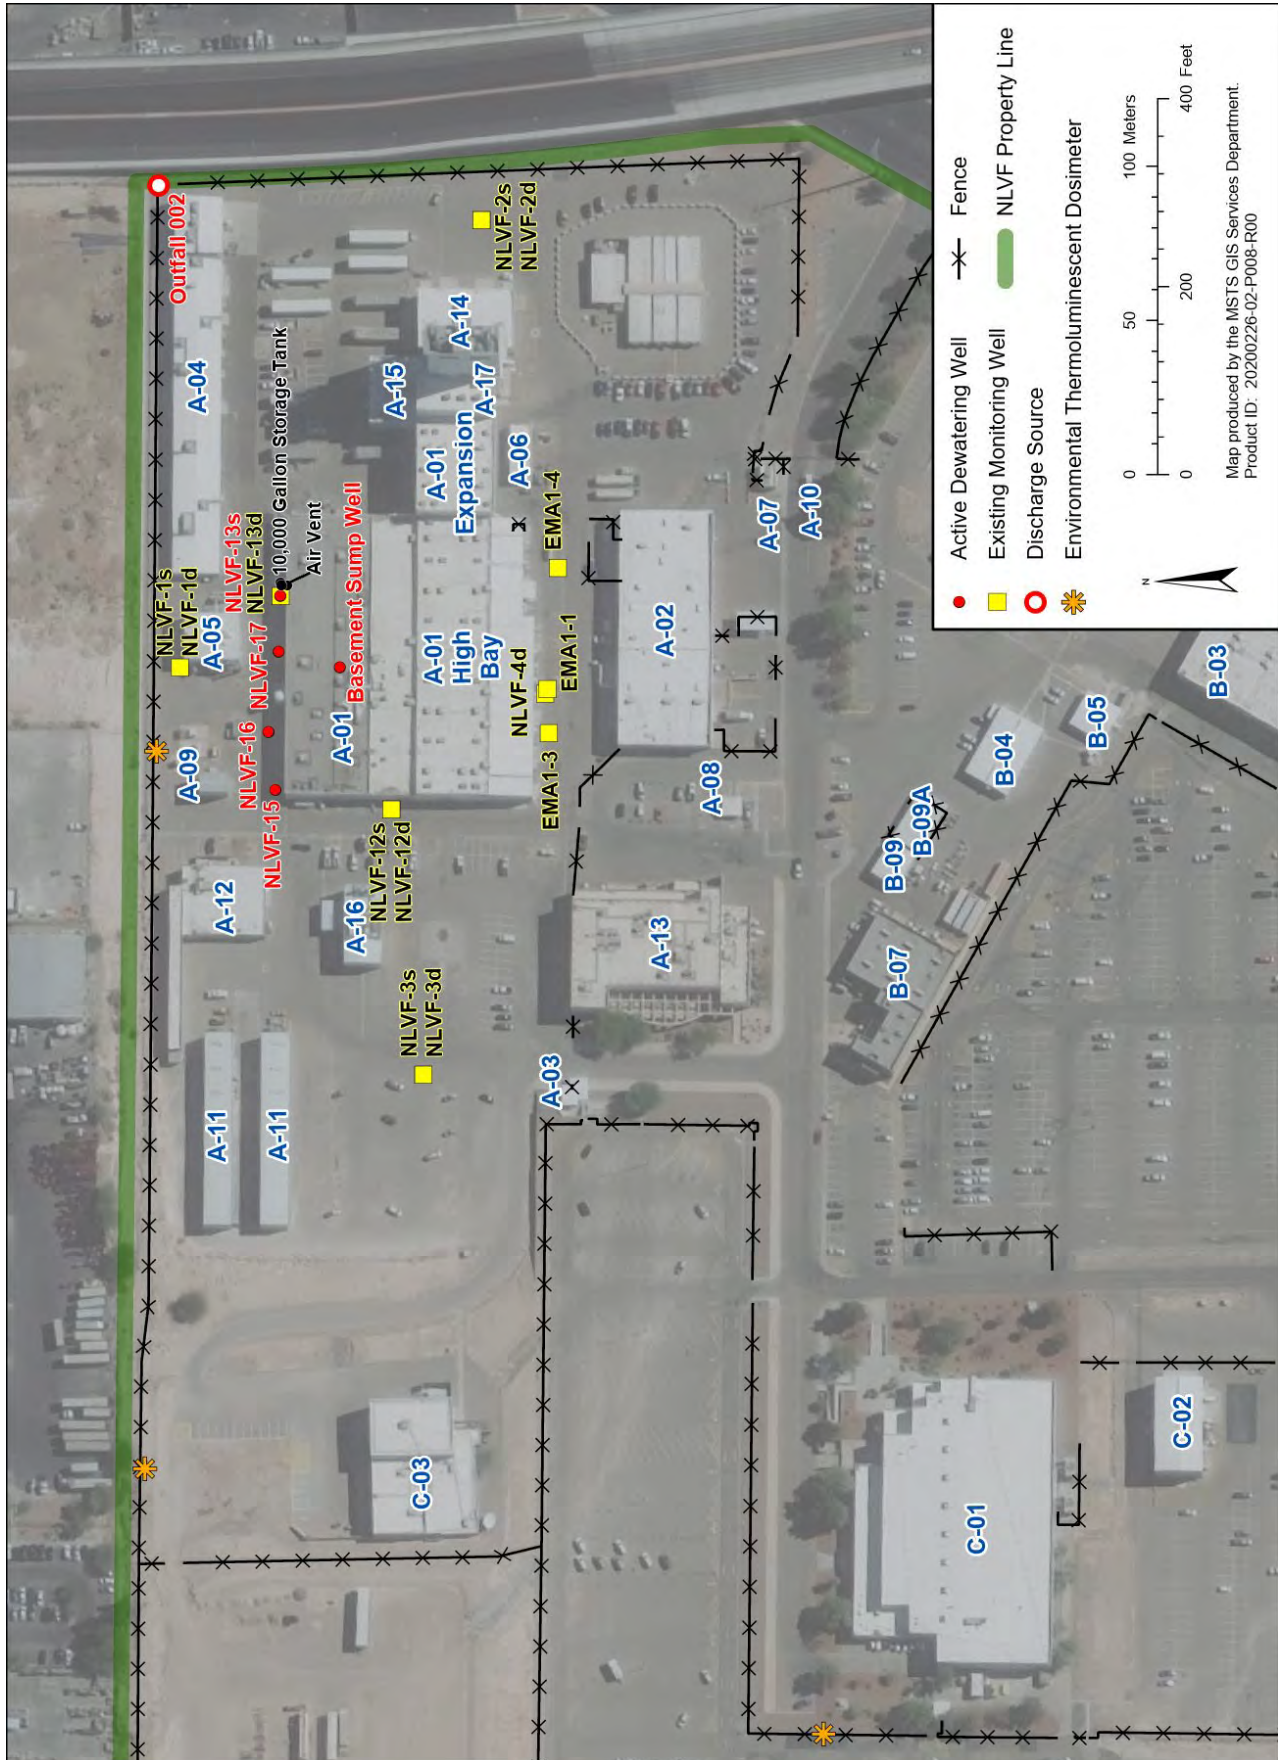 Outfall 002
A-04
NLVF-1s
NLVF-1d
A-05
A-09
NLVF-13s
NLVF-13d
10,000 Gallon Storage Tank
Air Vent
NLVF-17
NLVF-16
NLVF-15
Basement Sump Well
A-01
A-12
A-11
A-11
A-16
NLVF-12s
NLVF-12d
NLVF-3s
NLVF-3d
A-01
High
Bay
A-01
Expansion
A-15
A-14
A-17
A-06
NLVF-2s
NLVF-2d
EMA1-4
NLVF-4d
EMA1-1
EMA1-3
A-02
A-07
A-10
A-08
A-13
A-03
C-03
B-09
B-09A
B-07
B-04
B-05
B-03
C-01
C-02
Active Dewatering Well
Existing Monitoring Well
Discharge Source
Environmental Thermoluminescent Dosimeter
Fence
NLVF Property Line
N
0 50 100 Meters
0 200 400 Feet
Map produced by the MSTS GIS Services Department.
Product ID: 20200226-02-P008-R00